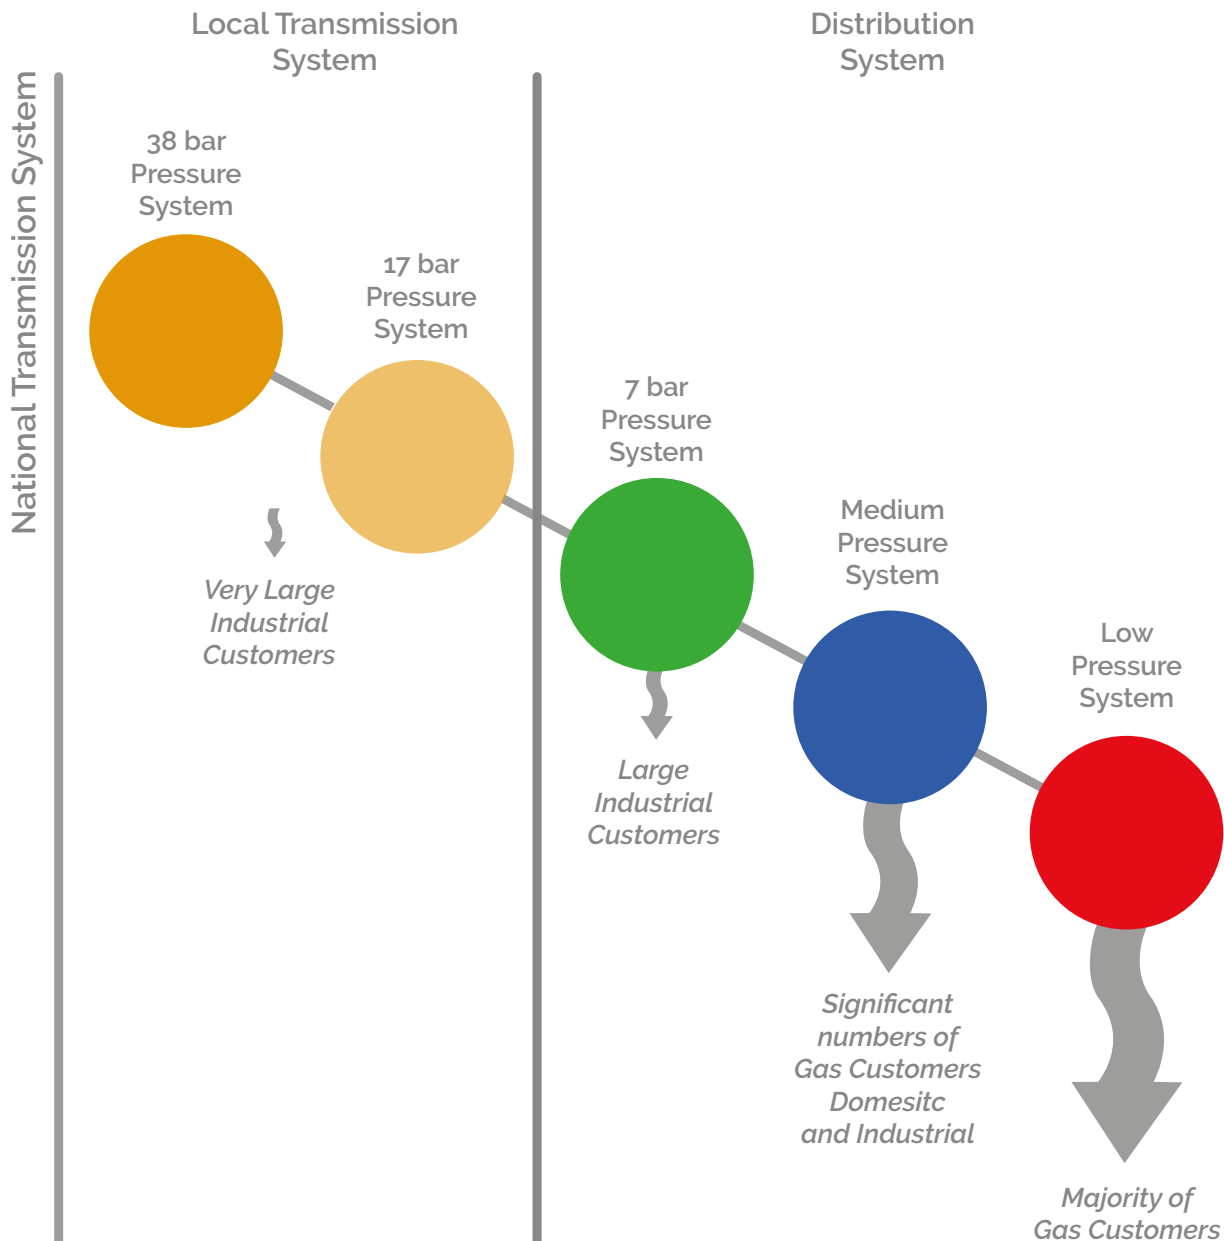 Local Transmission
System
Distribution
System
National Transmission System
38 bar
Pressure
System
17 bar
Pressure
System
7 bar
Pressure
System
Medium
Pressure
System
Low
Pressure
System
Very Large
Industrial
Customers
Large
Industrial
Customers
Significant
numbers of
Gas Customers
Domesitc
and Industrial
Majority of
Gas Customers